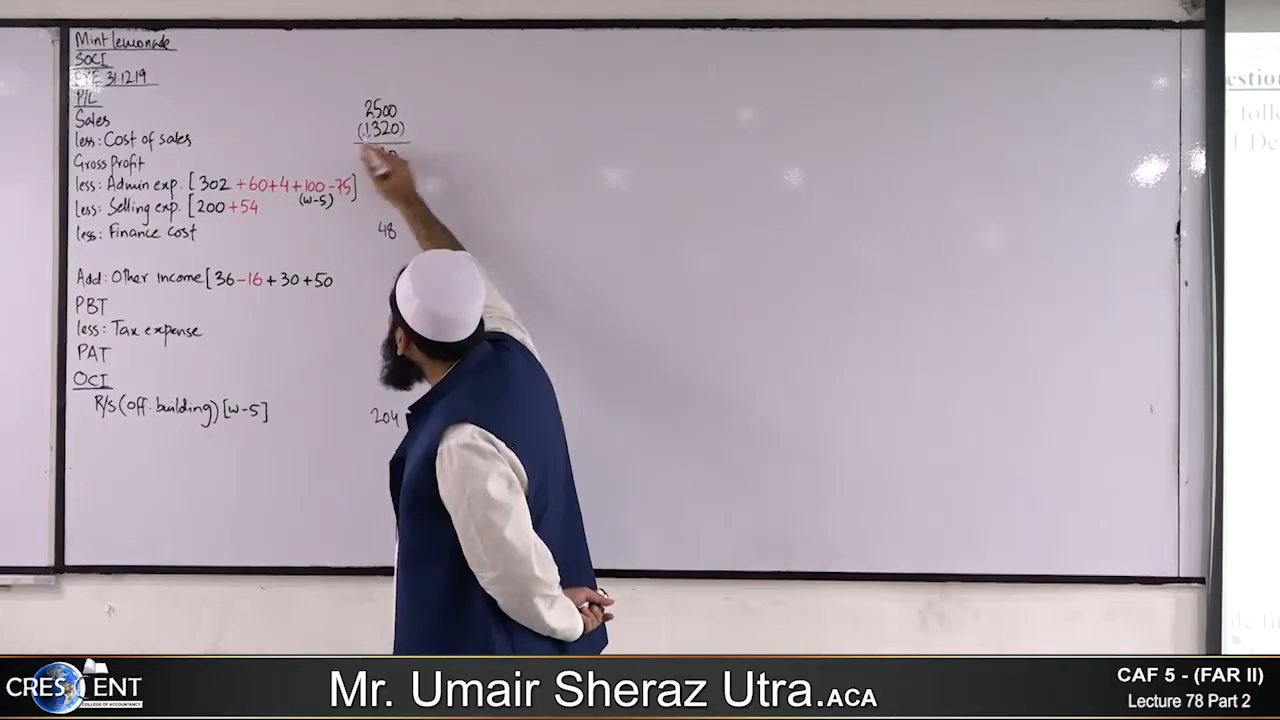 Mint lemonade
SOCI
FYE 31.12.19
P/L
Sales 2500
less: Cost of sales (1320)
Gross Profit
less: Admin exp. [302 +60+4+100-75]
(w-5)
less: Selling exp. [200 +54
less: Finance cost 48
Add: Other income [36-16 +30 +50
PBT
less: Tax expense
PAT
OCI
R/S (off. building) [w-5] 204
CRESCENT
COLLEGE OF ACCOUNTANCY
Mr. Umair Sheraz Utra.ACA
CAF 5 - (FAR II)
Lecture 78 Part 2